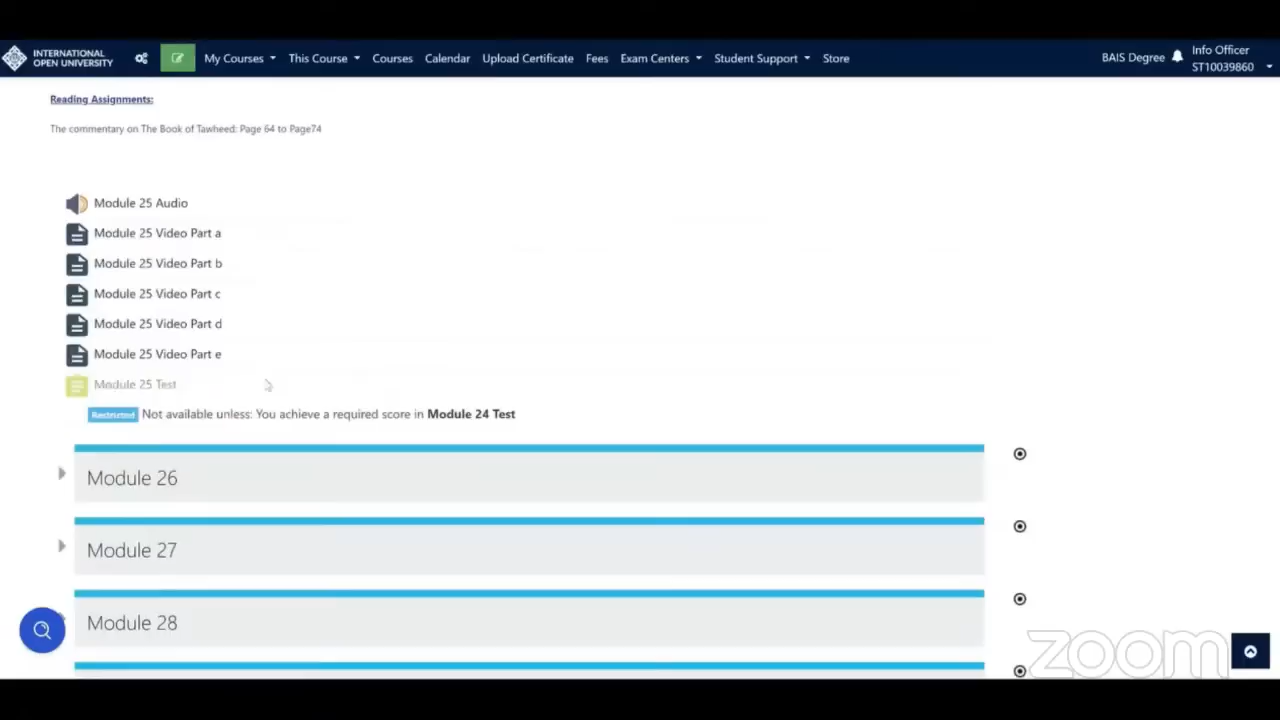 INTERNATIONAL
OPEN UNIVERSITY
My Courses This Course Courses Calendar Upload Certificate Fees Exam Centers Student Support Store
BAIS Degree
Info Officer
ST10039860
Reading Assignments:
The commentary on The Book of Tawheed: Page 64 to Page74
Module 25 Audio
Module 25 Video Part a
Module 25 Video Part b
Module 25 Video Part c
Module 25 Video Part d
Module 25 Video Part e
Module 25 Test
Restricted Not available unless: You achieve a required score in Module 24 Test
Module 26
Module 27
Module 28
zoom